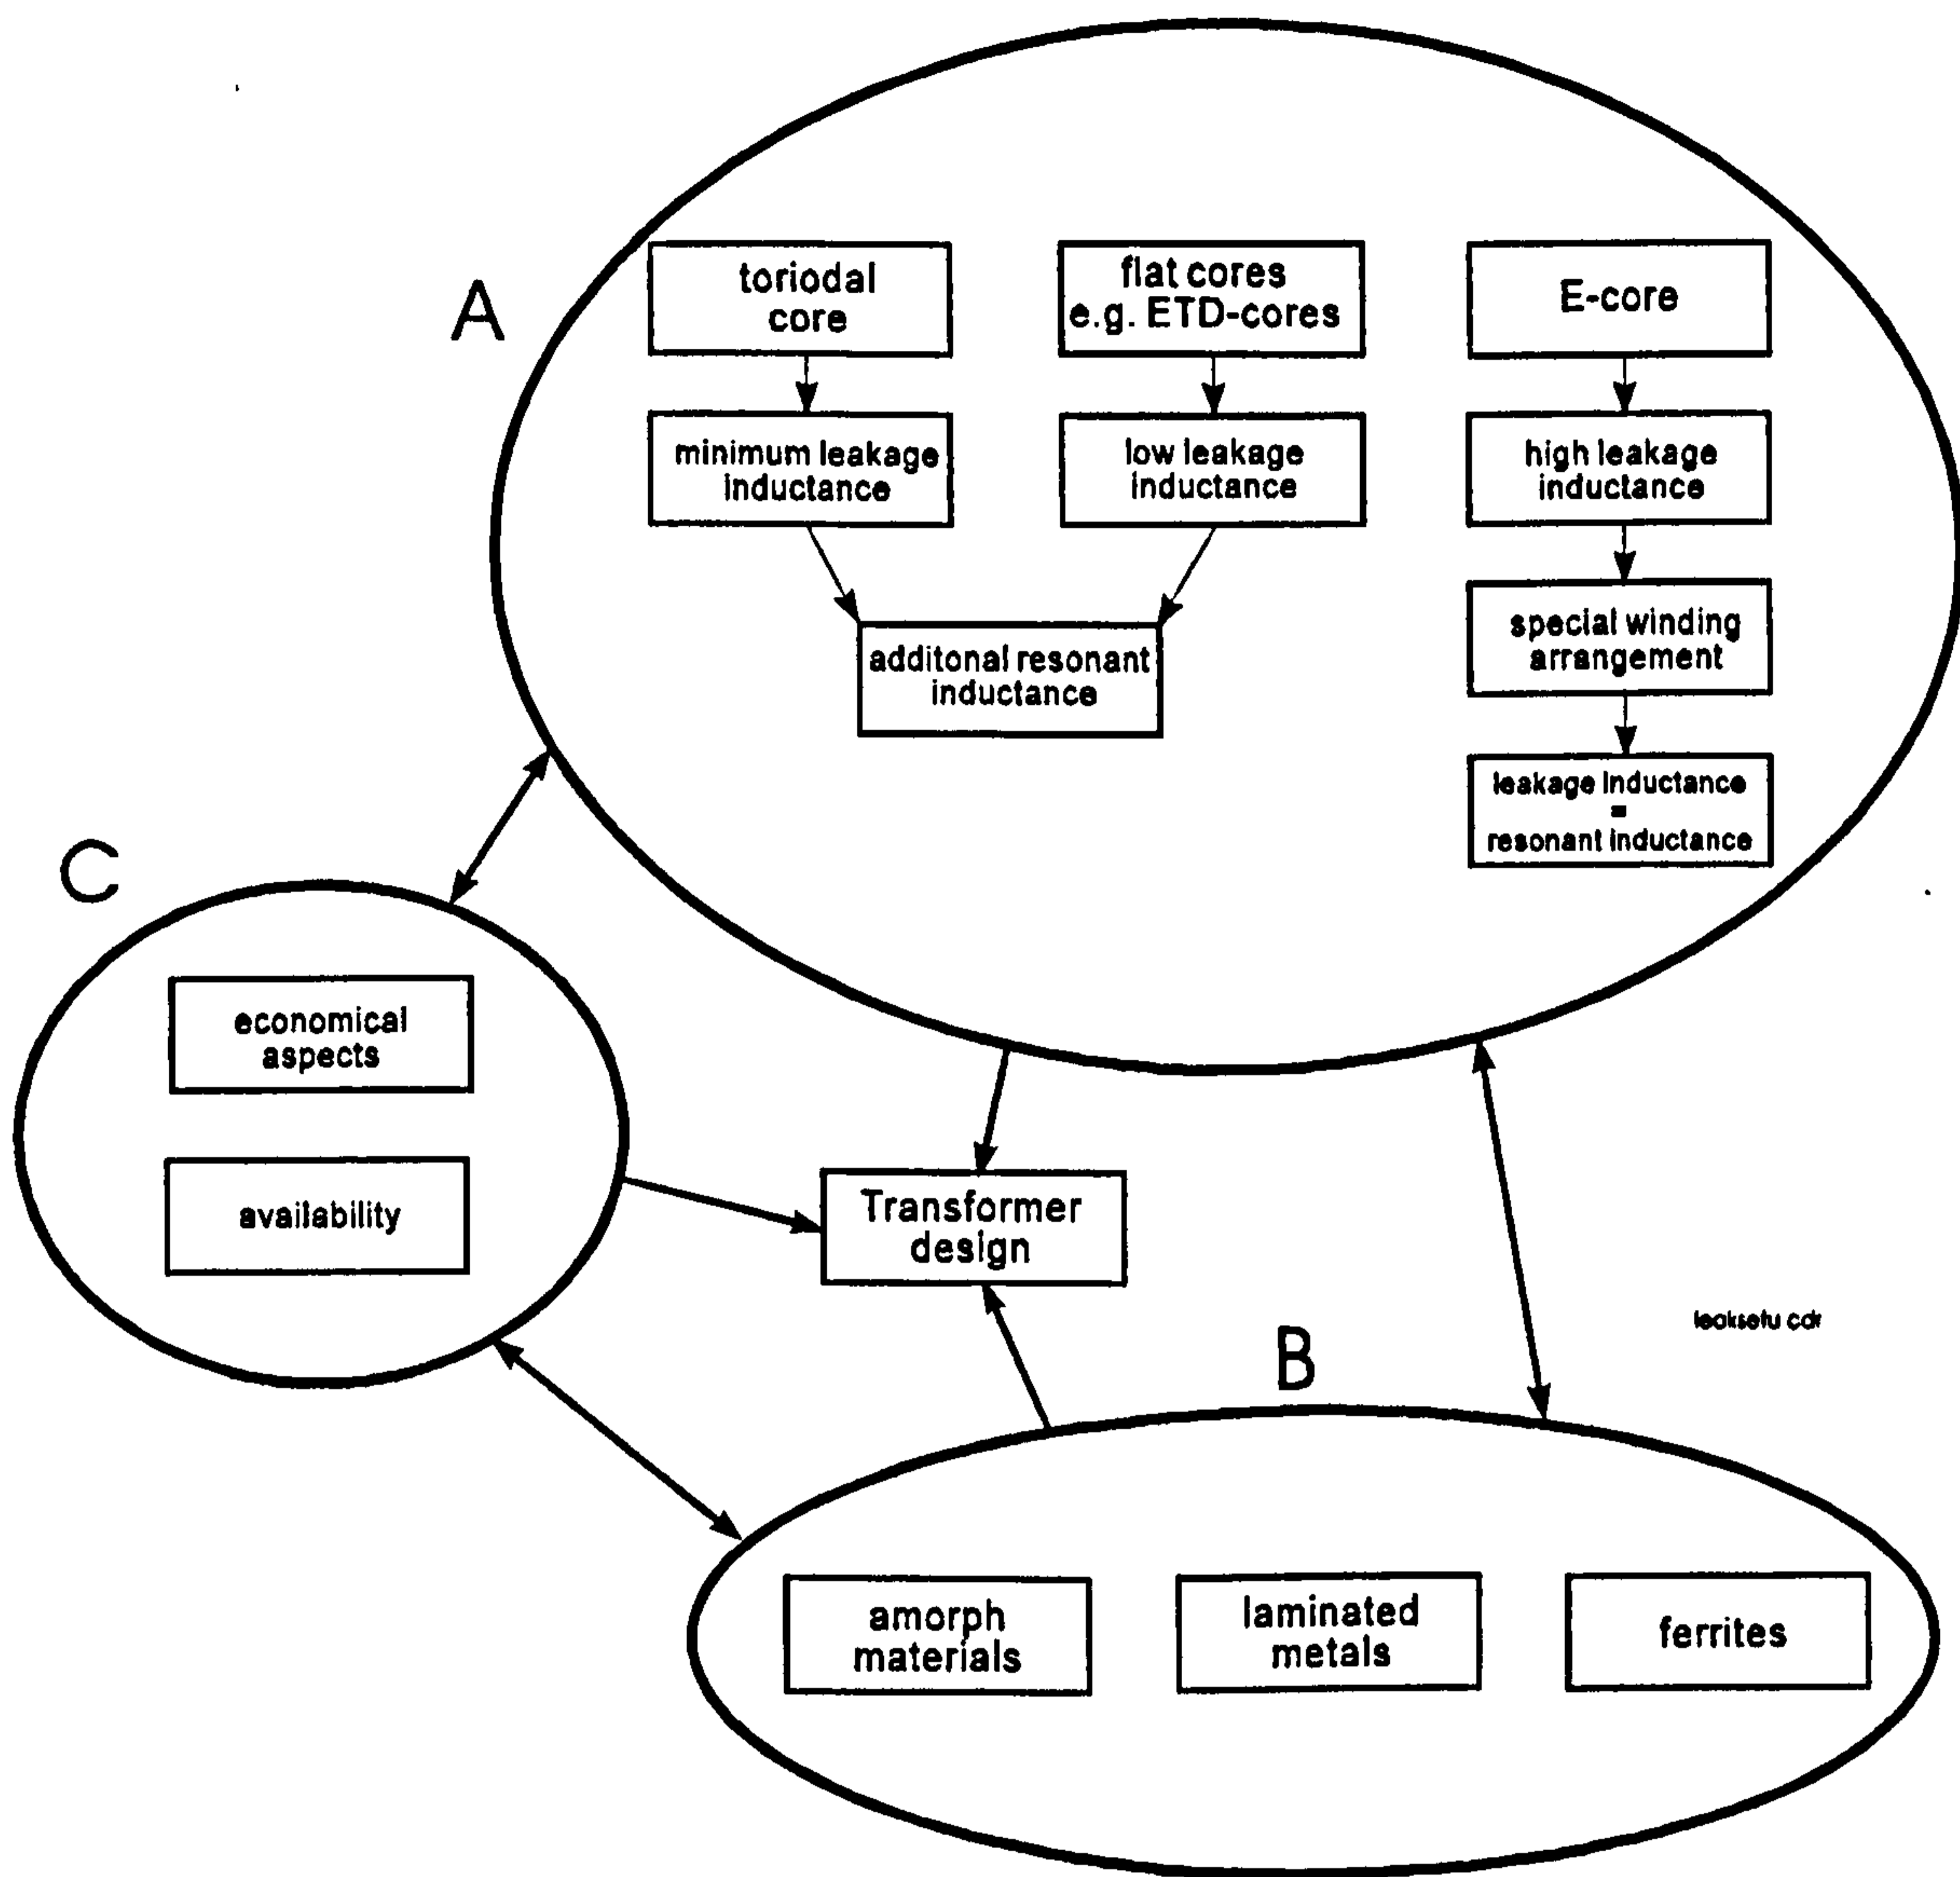 A
toriodal
core
flat cores
e.g. ETD-cores
E-core
minimum leakage
inductance
low leakage
inductance
high leakage
inductance
additonal resonant
inductance
special winding
arrangement
leakage inductance
=
resonant inductance
C
economical
aspects
availability
Transformer
design
B
leaksetu cdr
amorph
materials
laminated
metals
ferrites